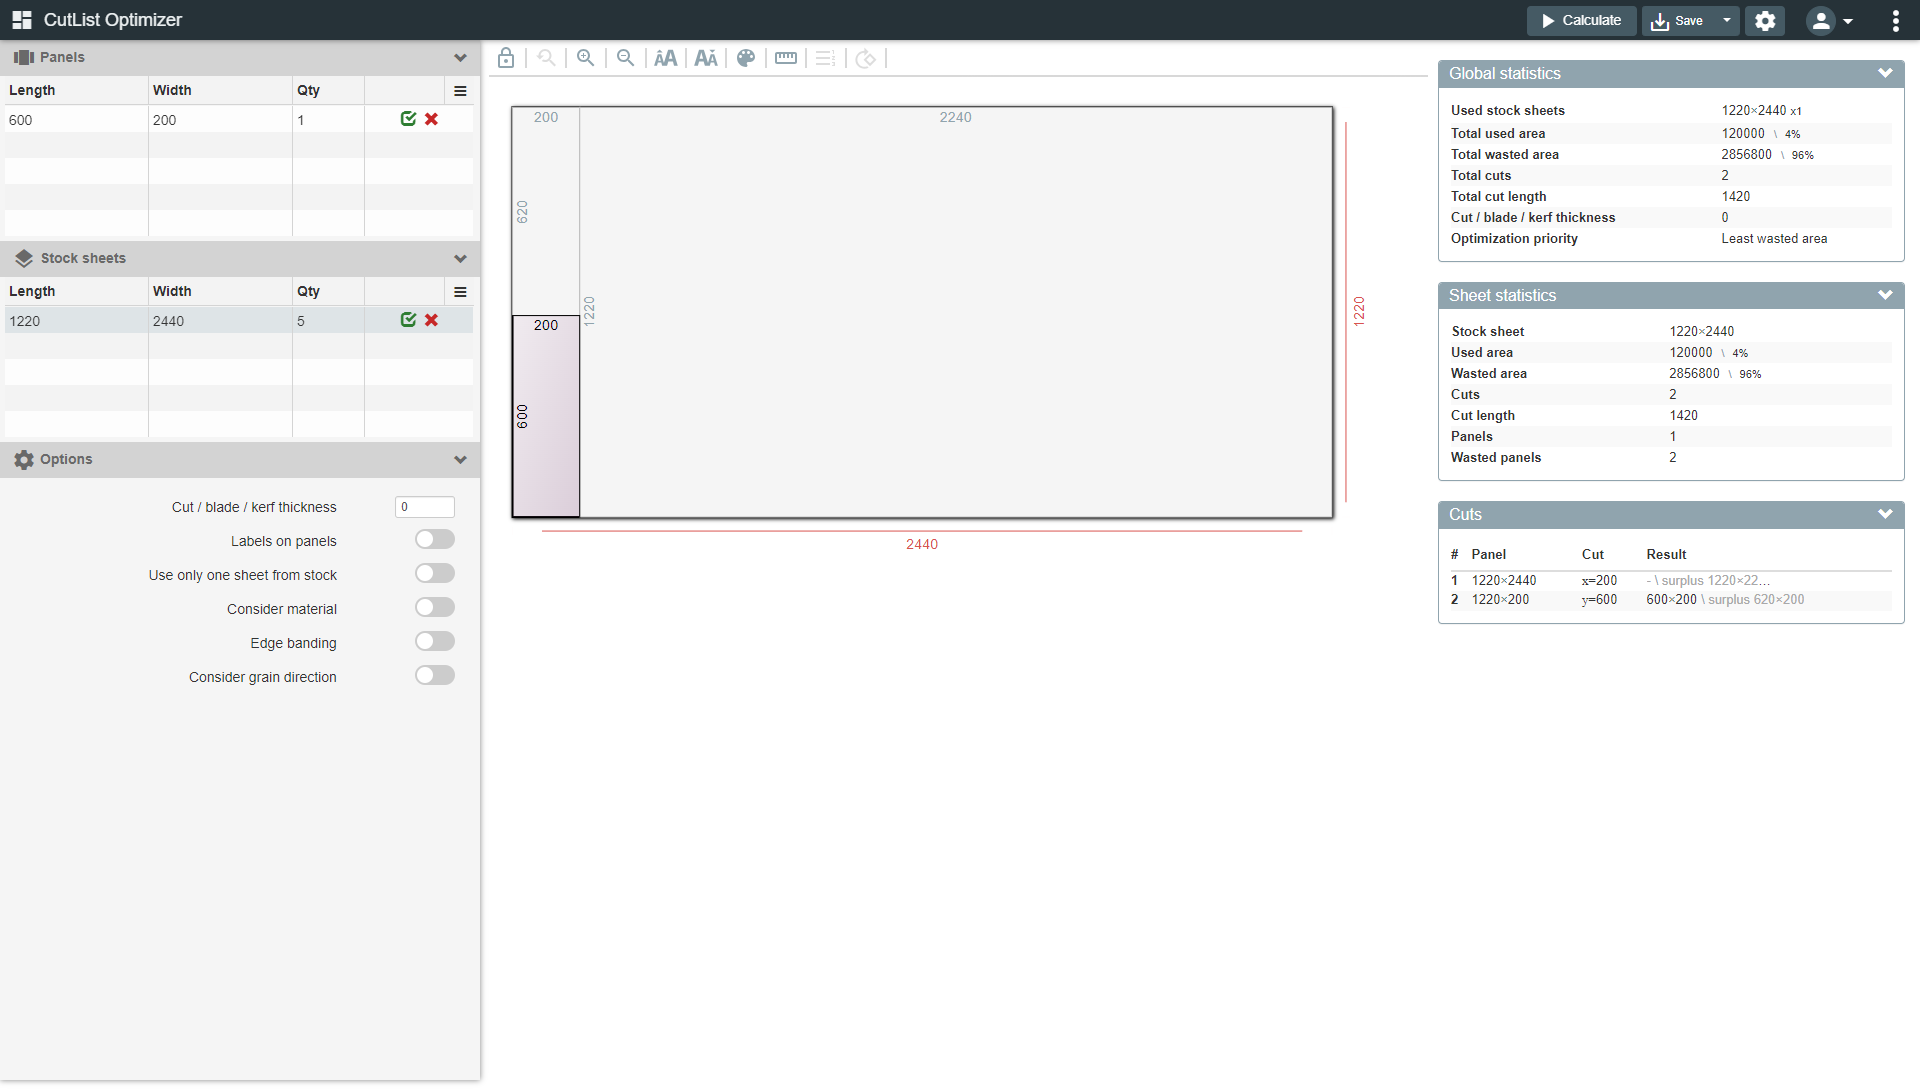 CutList Optimizer
Calculate
Save
Panels
Length Width Qty
600 200 1
Stock sheets
Length Width Qty
1220 2440 5
Options
Cut / blade / kerf thickness 0
Labels on panels
Use only one sheet from stock
Consider material
Edge banding
Consider grain direction
200 2240
620
1220
200
600
1220
2440
Global statistics
Used stock sheets 1220×2440 x1
Total used area 120000 \ 4%
Total wasted area 2856800 \ 96%
Total cuts 2
Total cut length 1420
Cut / blade / kerf thickness 0
Optimization priority Least wasted area
Sheet statistics
Stock sheet 1220×2440
Used area 120000 \ 4%
Wasted area 2856800 \ 96%
Cuts 2
Cut length 1420
Panels 1
Wasted panels 2
Cuts
# Panel Cut Result
1 1220×2440 x=200 - \ surplus 1220×22...
2 1220×200 y=600 600×200 \ surplus 620×200